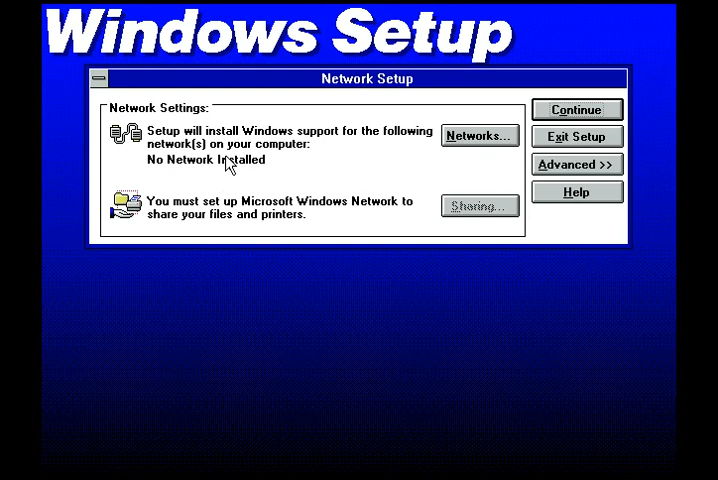 Windows Setup
Network Setup
Network Settings:
Setup will install Windows support for the following
network(s) on your computer:
No Network Installed
Networks...
You must set up Microsoft Windows Network to
share your files and printers.
Sharing...
Continue
Exit Setup
Advanced >>
Help